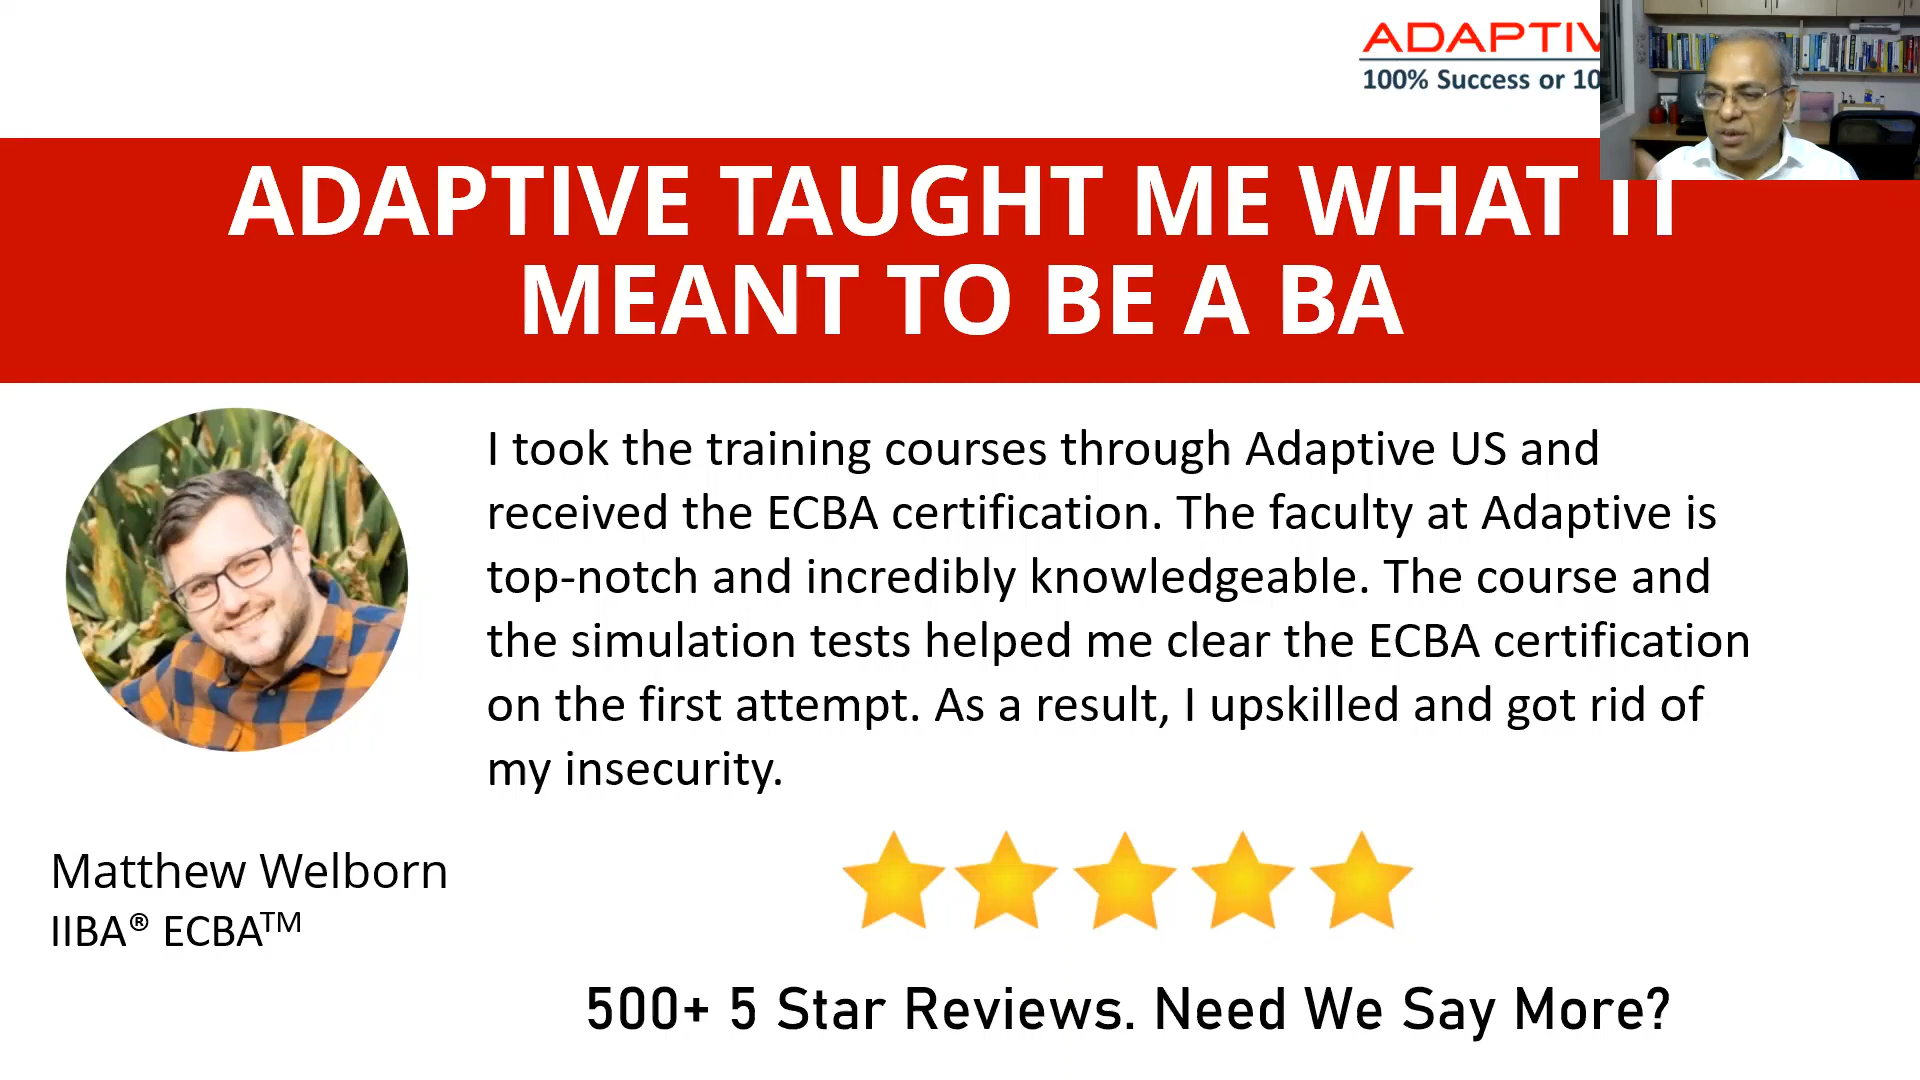 ADAPTIV
100% Success or 10
ADAPTIVE TAUGHT ME WHAT IT
MEANT TO BE A BA
I took the training courses through Adaptive US and
received the ECBA certification. The faculty at Adaptive is
top-notch and incredibly knowledgeable. The course and
the simulation tests helped me clear the ECBA certification
on the first attempt. As a result, I upskilled and got rid of
my insecurity.
Matthew Welborn
IIBA® ECBA™
500+ 5 Star Reviews. Need We Say More?